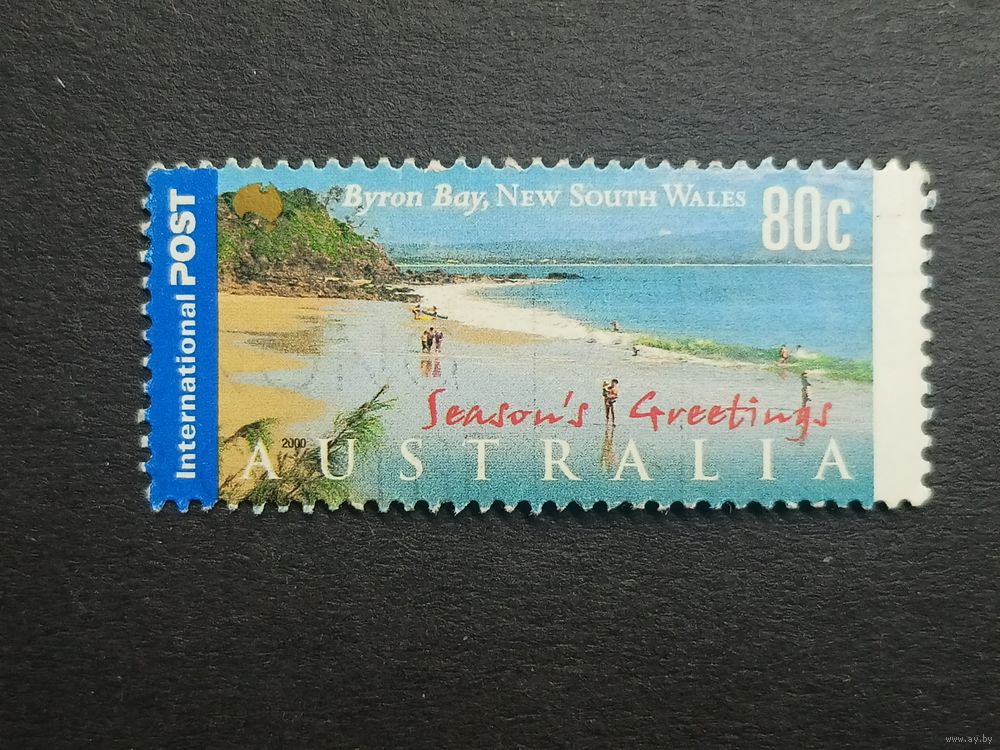 International POST
Byron Bay, NEW SOUTH WALES
80c
Season's Greetings
2000
AUSTRALIA
www.ay.by